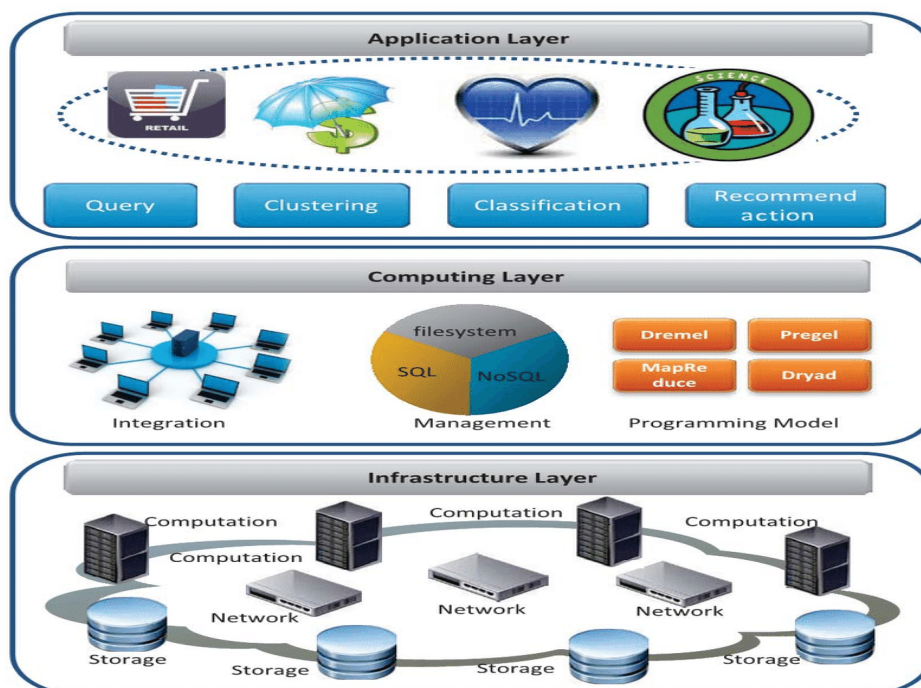 Application Layer
RETAIL
SCIENCE
Query
Clustering
Classification
Recommend
action
Computing Layer
Integration
filesystem
SQL
NoSQL
Management
Dremel
Pregel
MapRe
duce
Dryad
Programming Model
Infrastructure Layer
Computation
Computation
Computation
Computation
Network
Network
Network
Storage
Storage
Storage
Storage